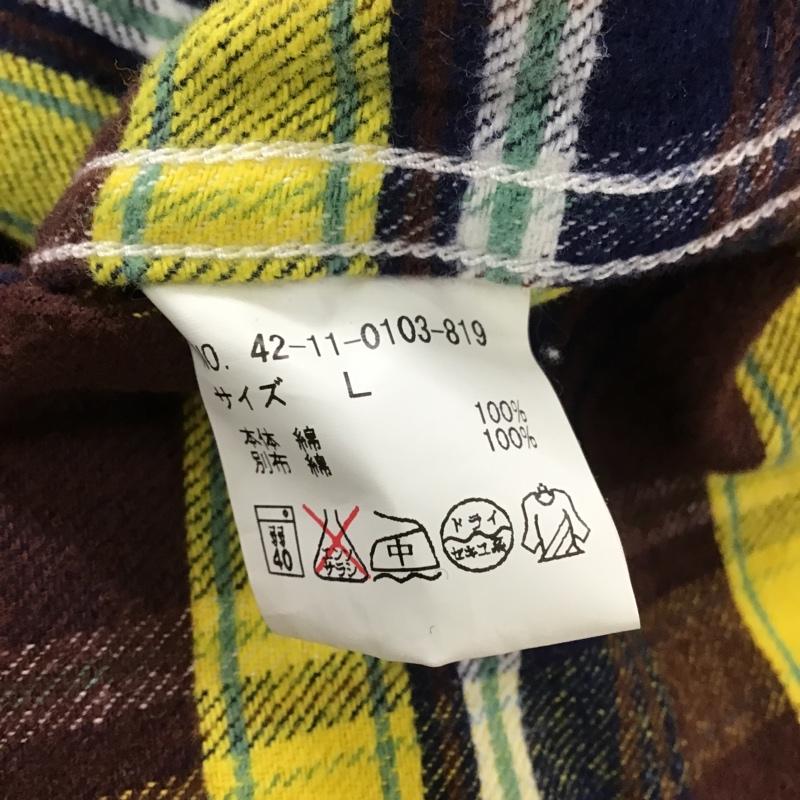 NO. 42-11-0103-819
サイズ L
本体 綿 100%
別布 綿 100%
弱 40
エンソ サラシ
中
ドライ
セキユ系